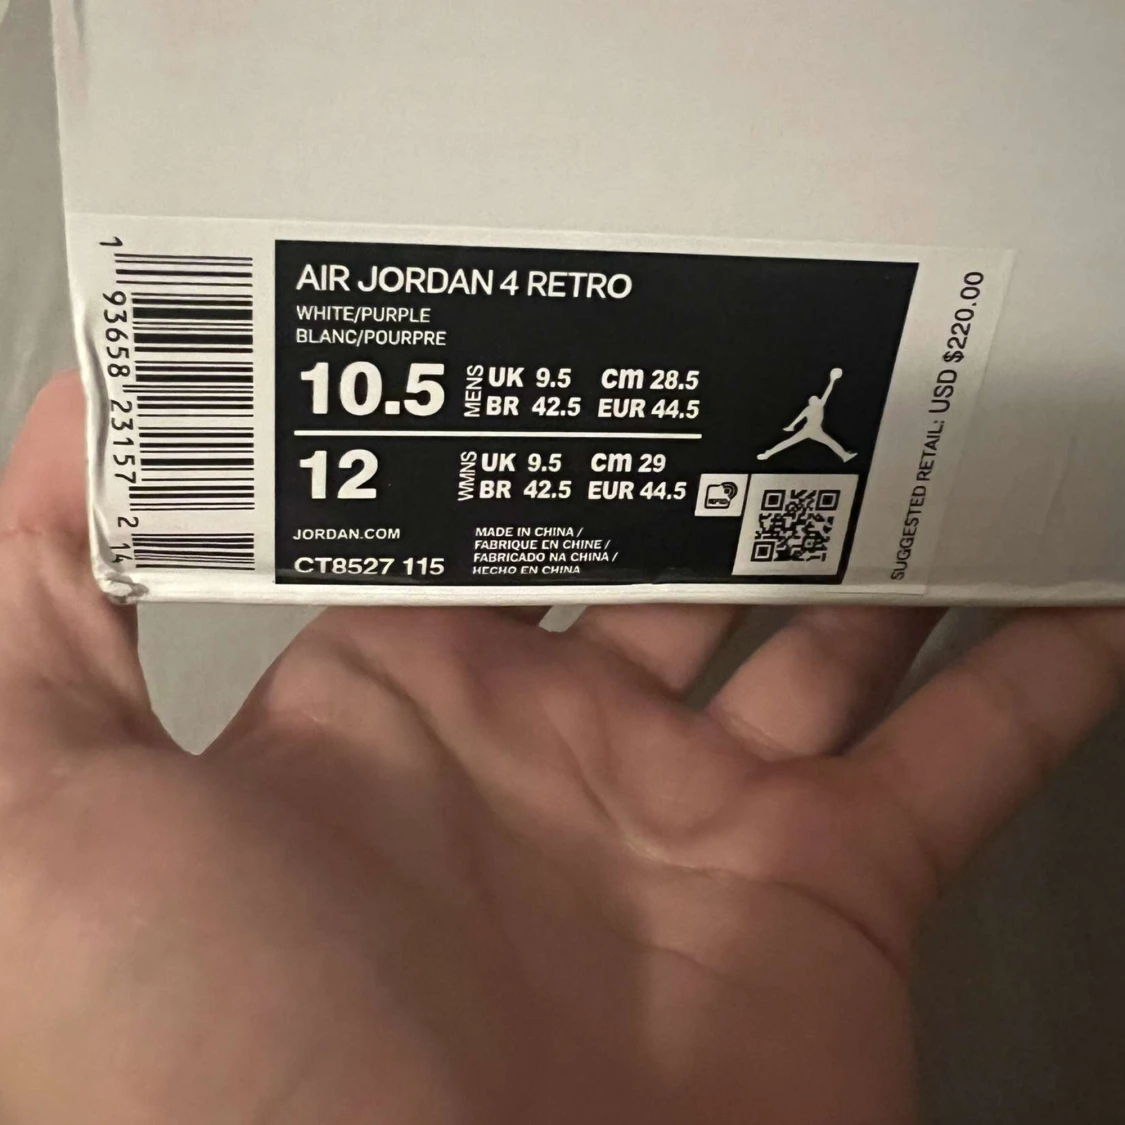 AIR JORDAN 4 RETRO
WHITE/PURPLE
BLANC/POURPRE
10.5 MENS UK 9.5 cm 28.5
BR 42.5 EUR 44.5
12 WMNS UK 9.5 cm 29
BR 42.5 EUR 44.5
JORDAN.COM
CT8527 115
MADE IN CHINA /
FABRIQUE EN CHINE /
FABRICADO NA CHINA /
HECHO EN CHINA
SUGGESTED RETAIL: USD $220.00
1 93658 23157 2 14